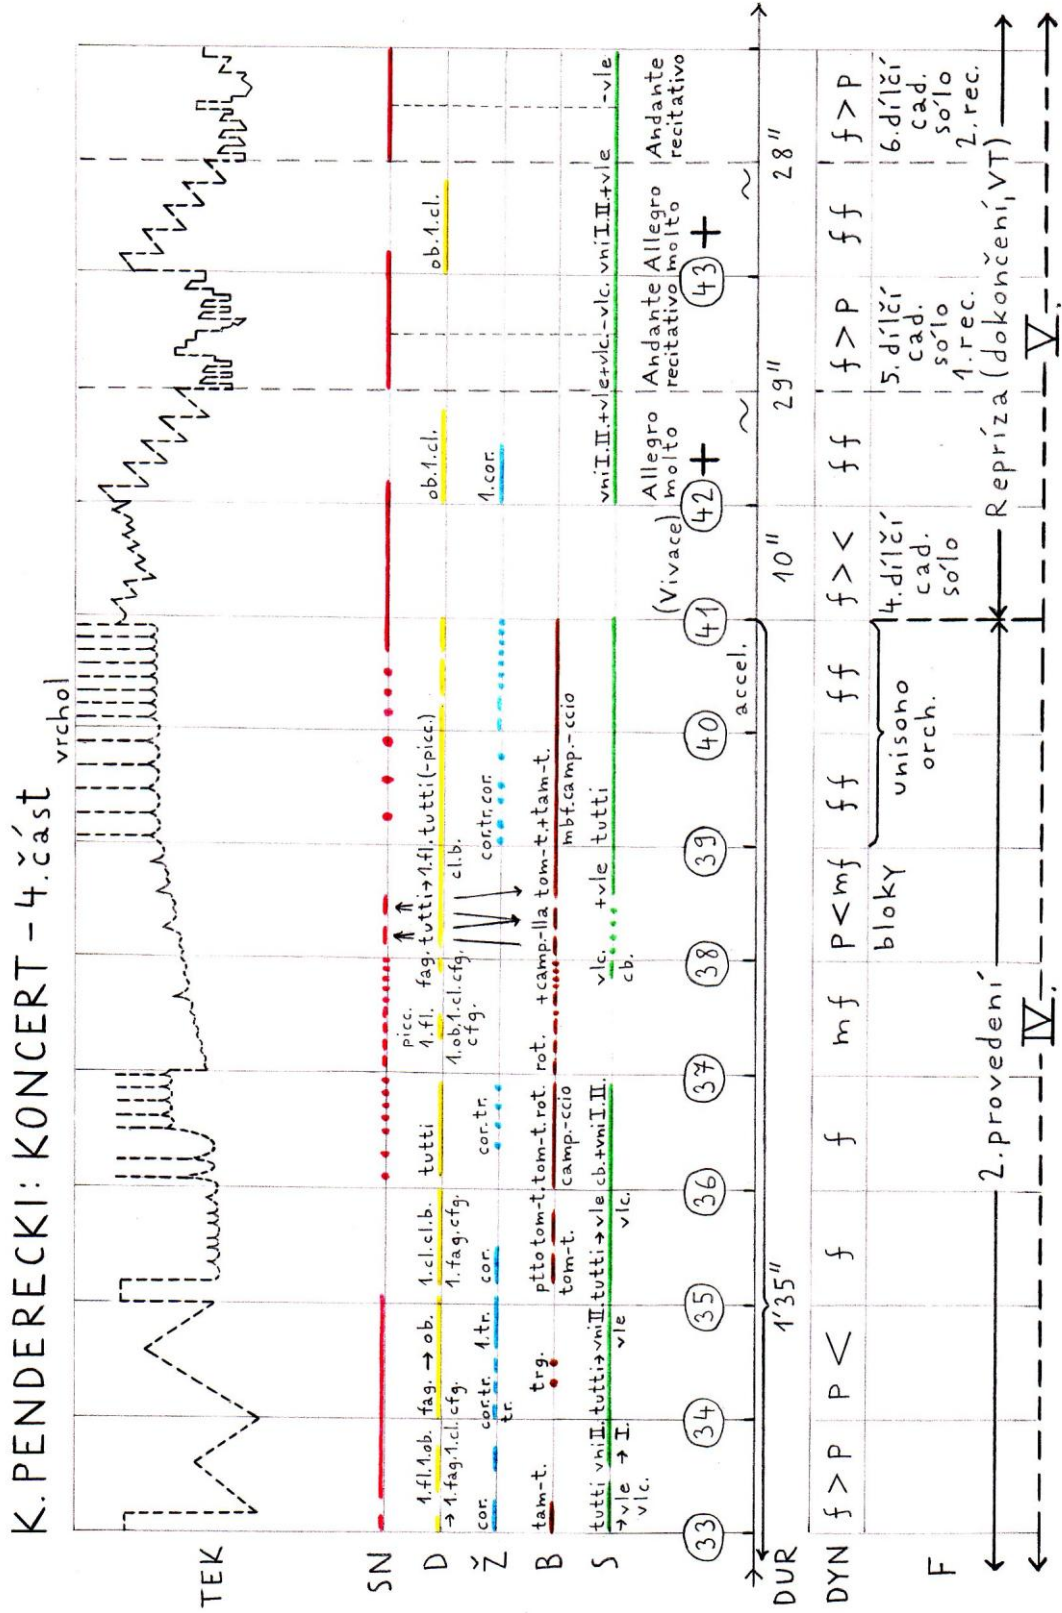 K. PENDERECKI: KONCERT - 4. část
vrchol
TEK
SN
D
1.fl.1.ob. fag. → ob. 1.cl.cl.b. tutti picc. 1.fl. fag. tutti → 1.fl. tutti (-picc.) ob.1.cl. ob.1.cl.
→ 1.fag.1.cl.cfg. 1.fag.cfg. 1.ob.1.cl.cfg. cfg. cl.b.
Ž
cor. cor.tr. 1.tr. cor. cor.tr. cor.tr.cor. 1.cor.
tr.
B
tam-t. trg. ptto tom-t. tom-t.rot. rot. +camp.-lla tom-t.+tam-t.
tom-t. camp.-ccio mbf.camp.-ccio
S
tutti vniII. tutti → vniII. tutti → vle cb.+vniI.II. vlc. +vle tutti vniI.II.+vle+vlc.-vlc. vniI.II.+vle -vle
→ vle → I. vle vlc. cb.
vlc.
33 34 35 36 37 38 39 40 41 42 + 43 +
accel. (Vivace) Allegro molto Andante recitativo Allegro molto Andante recitativo
DUR 1'35" 10" ~ 29" ~ 28"
DYN f > p p < f f mf p < mf ff ff f > < ff f > p ff f > p
F
bloky
unisono orch.
4. dílčí cad. sólo
5. dílčí cad. sólo 1. rec.
6. dílčí cad. sólo 2. rec.
2. provedení Repríza (dokončení, VT)
IV. V.